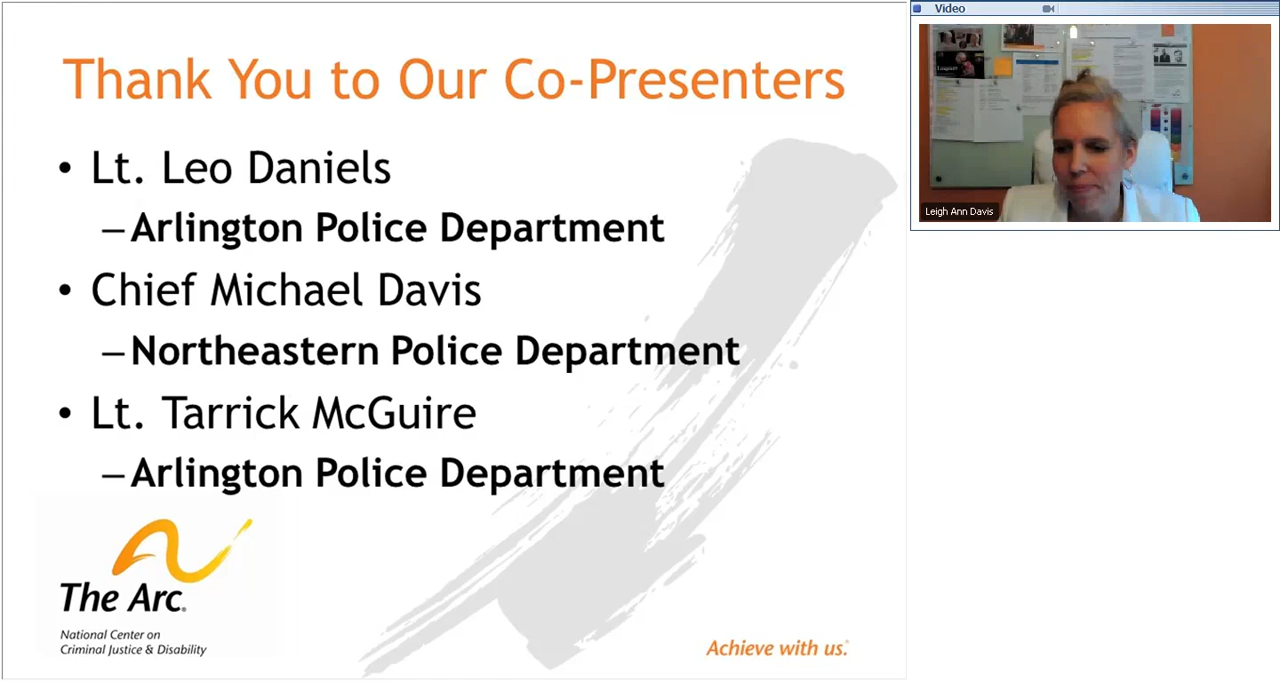 Thank You to Our Co-Presenters
• Lt. Leo Daniels
–Arlington Police Department
• Chief Michael Davis
–Northeastern Police Department
• Lt. Tarrick McGuire
–Arlington Police Department
The Arc®
National Center on
Criminal Justice & Disability
Achieve with us.
Video
Leigh Ann Davis